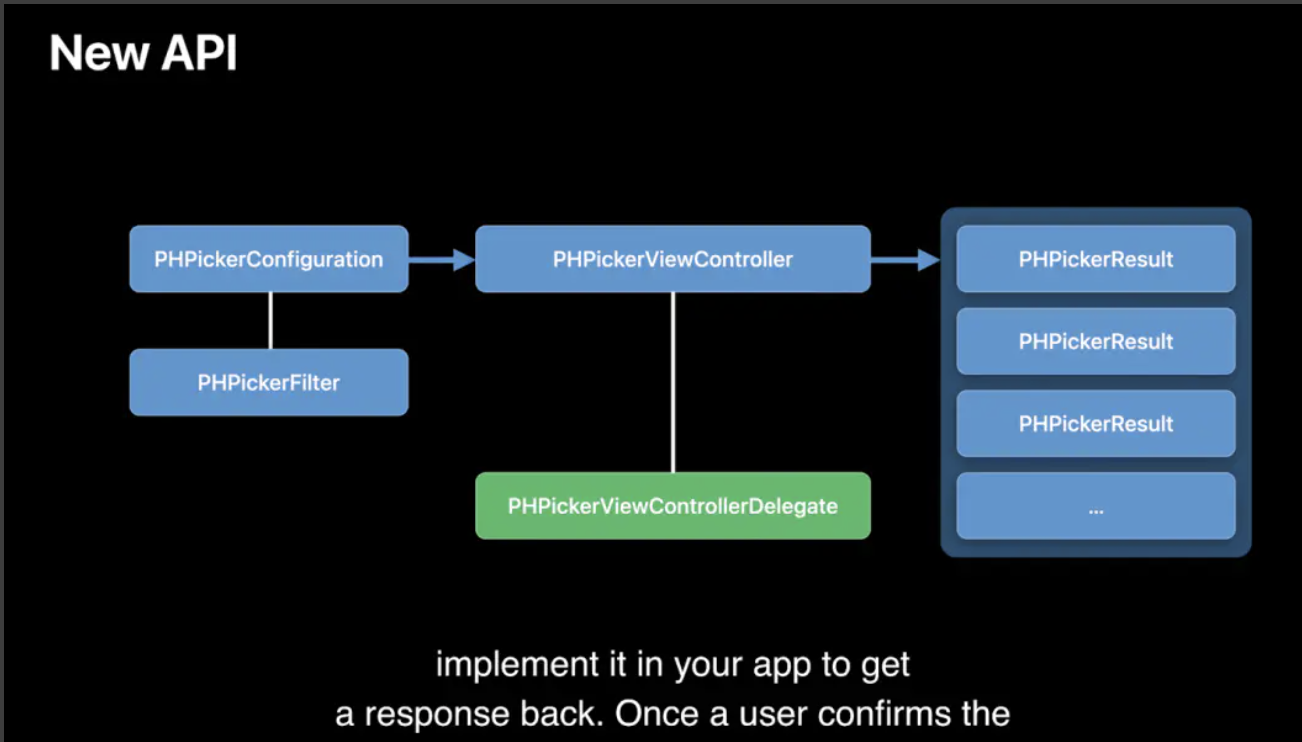 New API
PHPickerConfiguration
PHPickerViewController
PHPickerResult
PHPickerFilter
PHPickerResult
PHPickerResult
PHPickerViewControllerDelegate
...
implement it in your app to get
a response back. Once a user confirms the